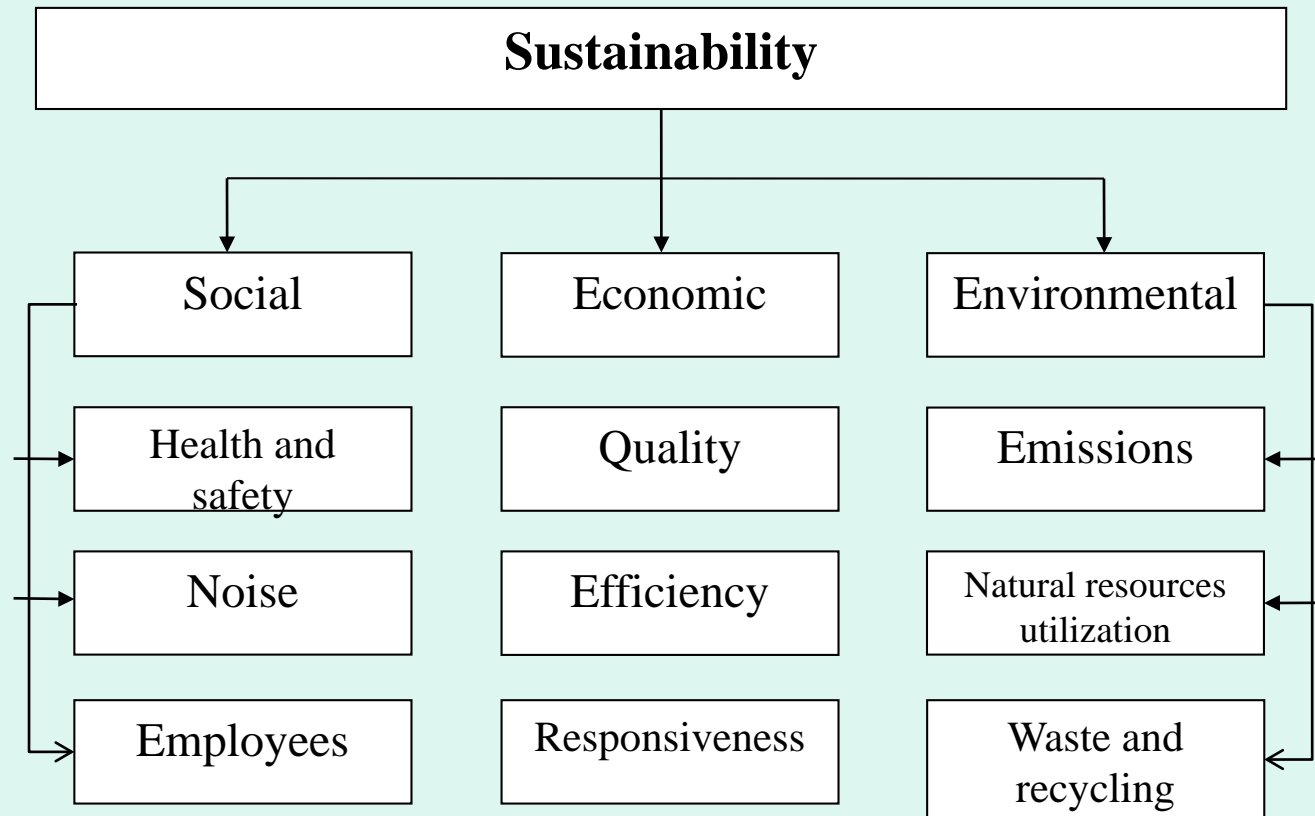 Sustainability
Social
Economic
Environmental
Health and
safety
Quality
Emissions
Noise
Efficiency
Natural resources
utilization
Employees
Responsiveness
Waste and
recycling